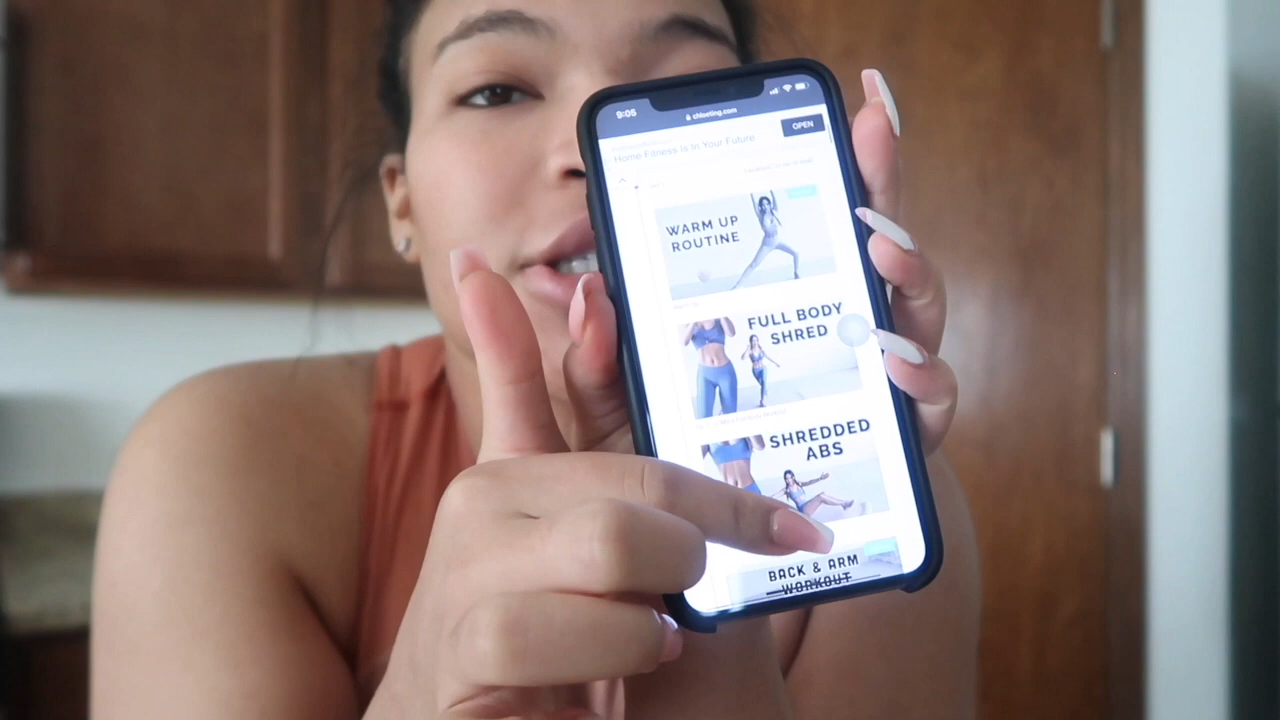 9:05
chloeting.com
OPEN
Home Fitness Is In Your Future
WARM UP
ROUTINE
FULL BODY
SHRED
SHREDDED
ABS
BACK & ARM
WORKOUT